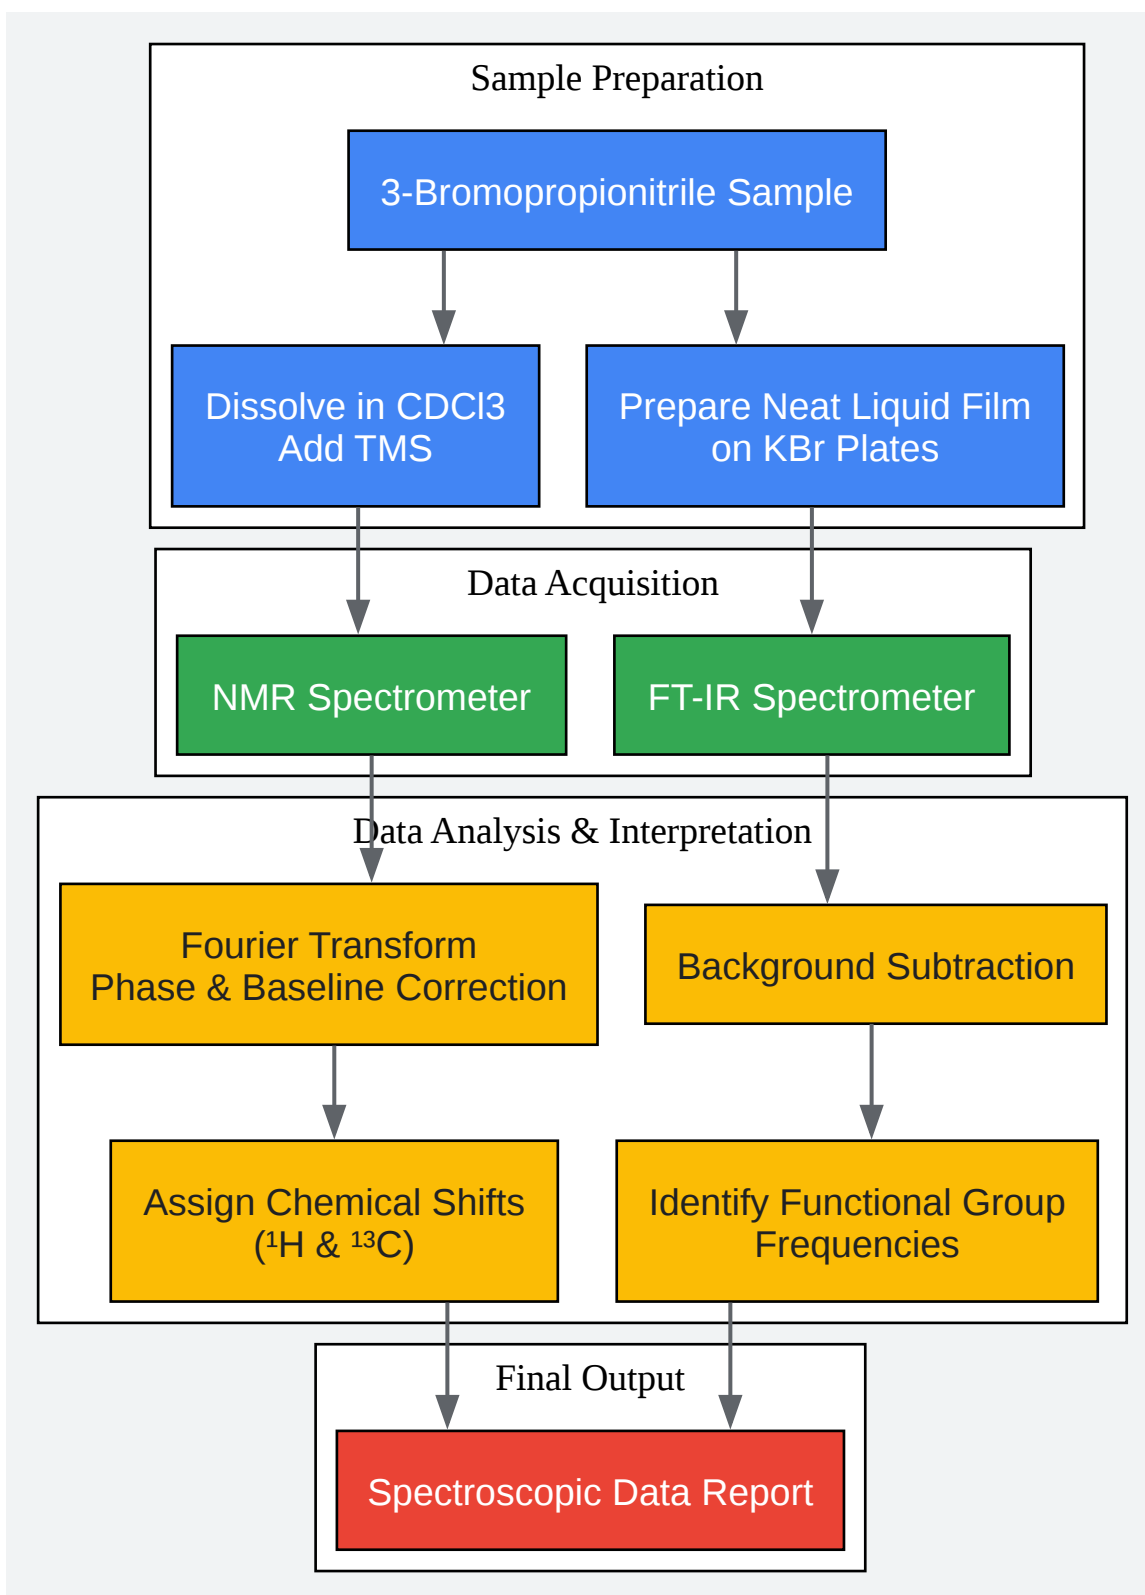 Sample Preparation
3-Bromopropionitrile Sample
Dissolve in CDCl3
Add TMS
Prepare Neat Liquid Film
on KBr Plates
Data Acquisition
NMR Spectrometer
FT-IR Spectrometer
Data Analysis & Interpretation
Fourier Transform
Phase & Baseline Correction
Background Subtraction
Assign Chemical Shifts
(¹H & ¹³C)
Identify Functional Group
Frequencies
Final Output
Spectroscopic Data Report